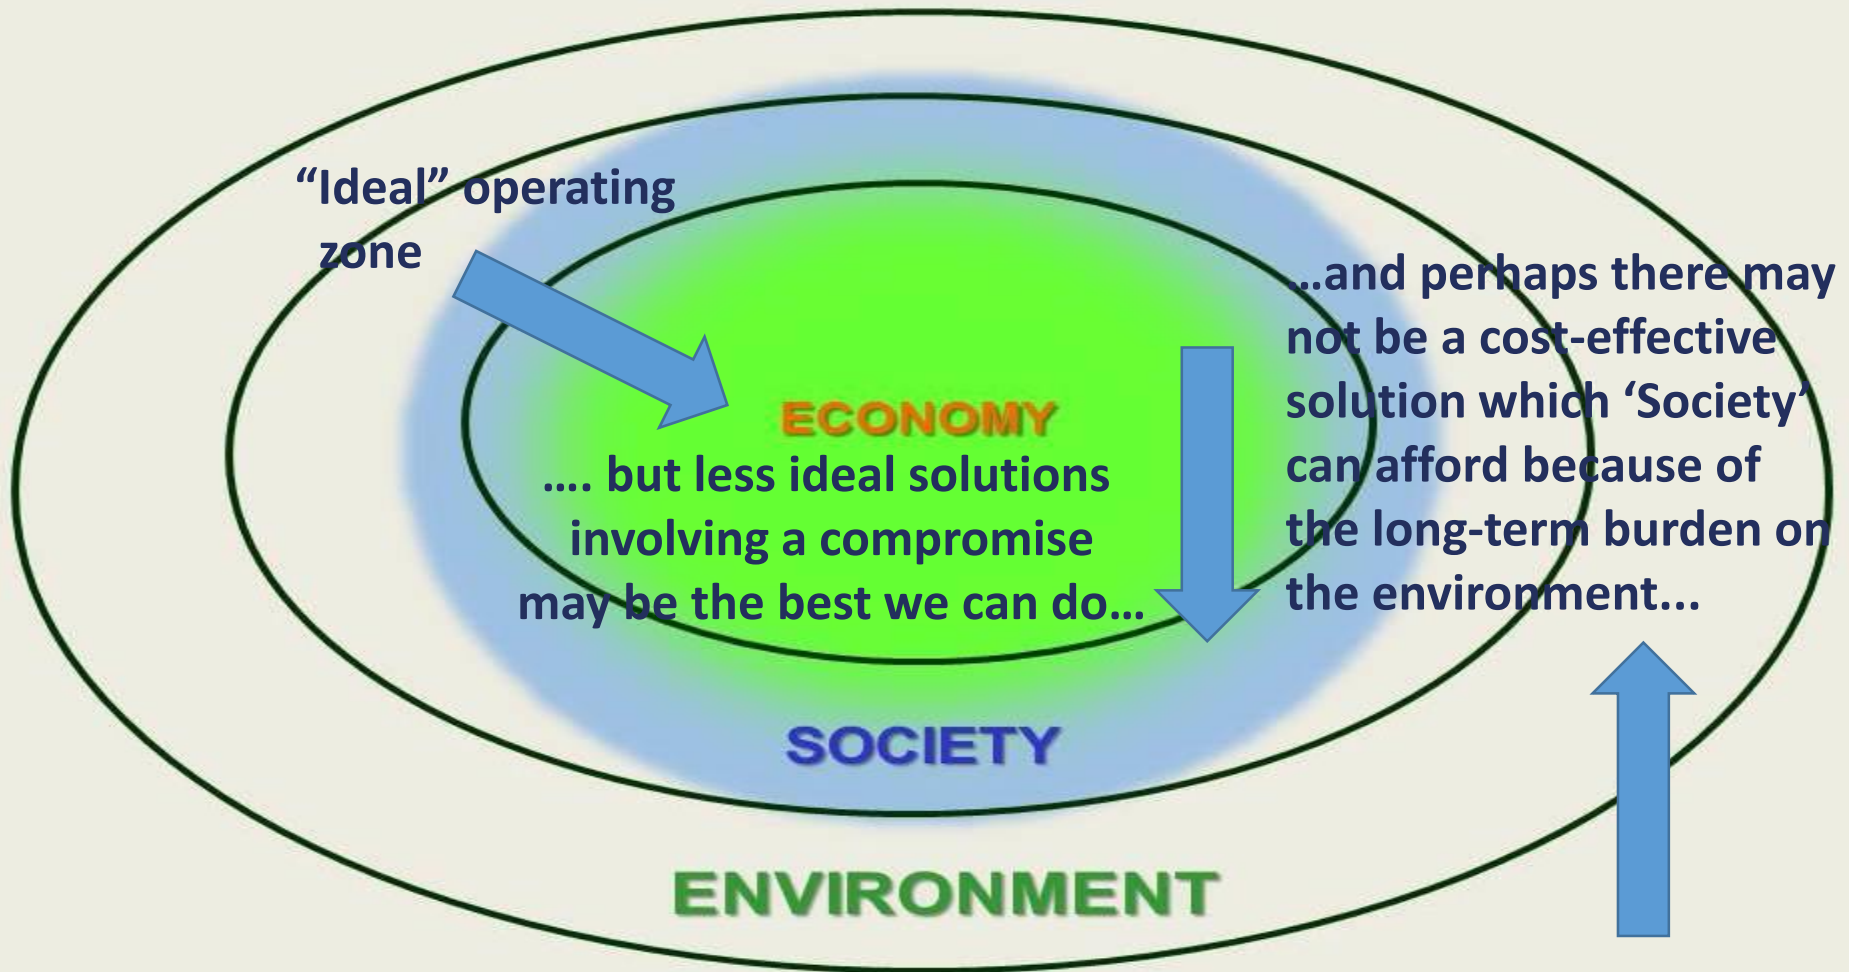 “Ideal” operating
zone
ECONOMY
.... but less ideal solutions
involving a compromise
may be the best we can do...
...and perhaps there may
not be a cost-effective
solution which ‘Society’
can afford because of
the long-term burden on
the environment...
SOCIETY
ENVIRONMENT